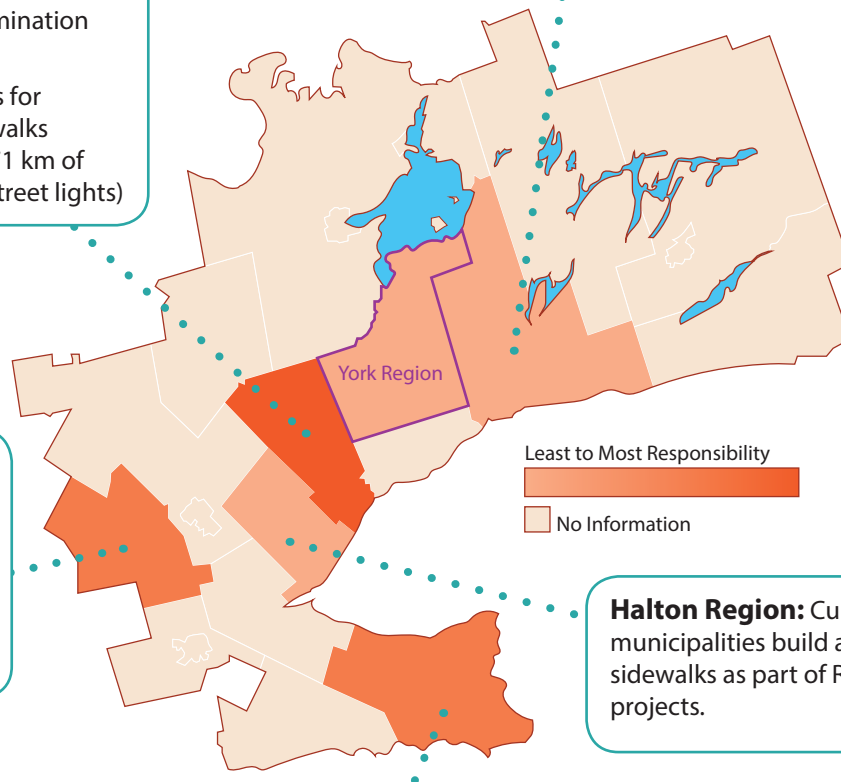 mination
s for
walks
1 km of
treet lights)
York Region
Least to Most Responsibility
No Information
Halton Region: Cu
municipalities build a
sidewalks as part of R
projects.